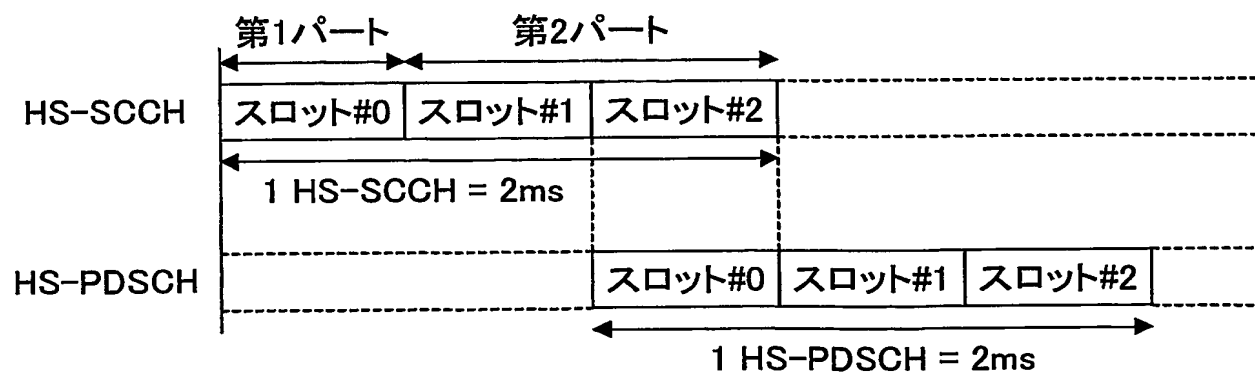 第1パート 第2パート
HS-SCCH スロット#0 スロット#1 スロット#2
1 HS-SCCH = 2ms
HS-PDSCH スロット#0 スロット#1 スロット#2
1 HS-PDSCH = 2ms